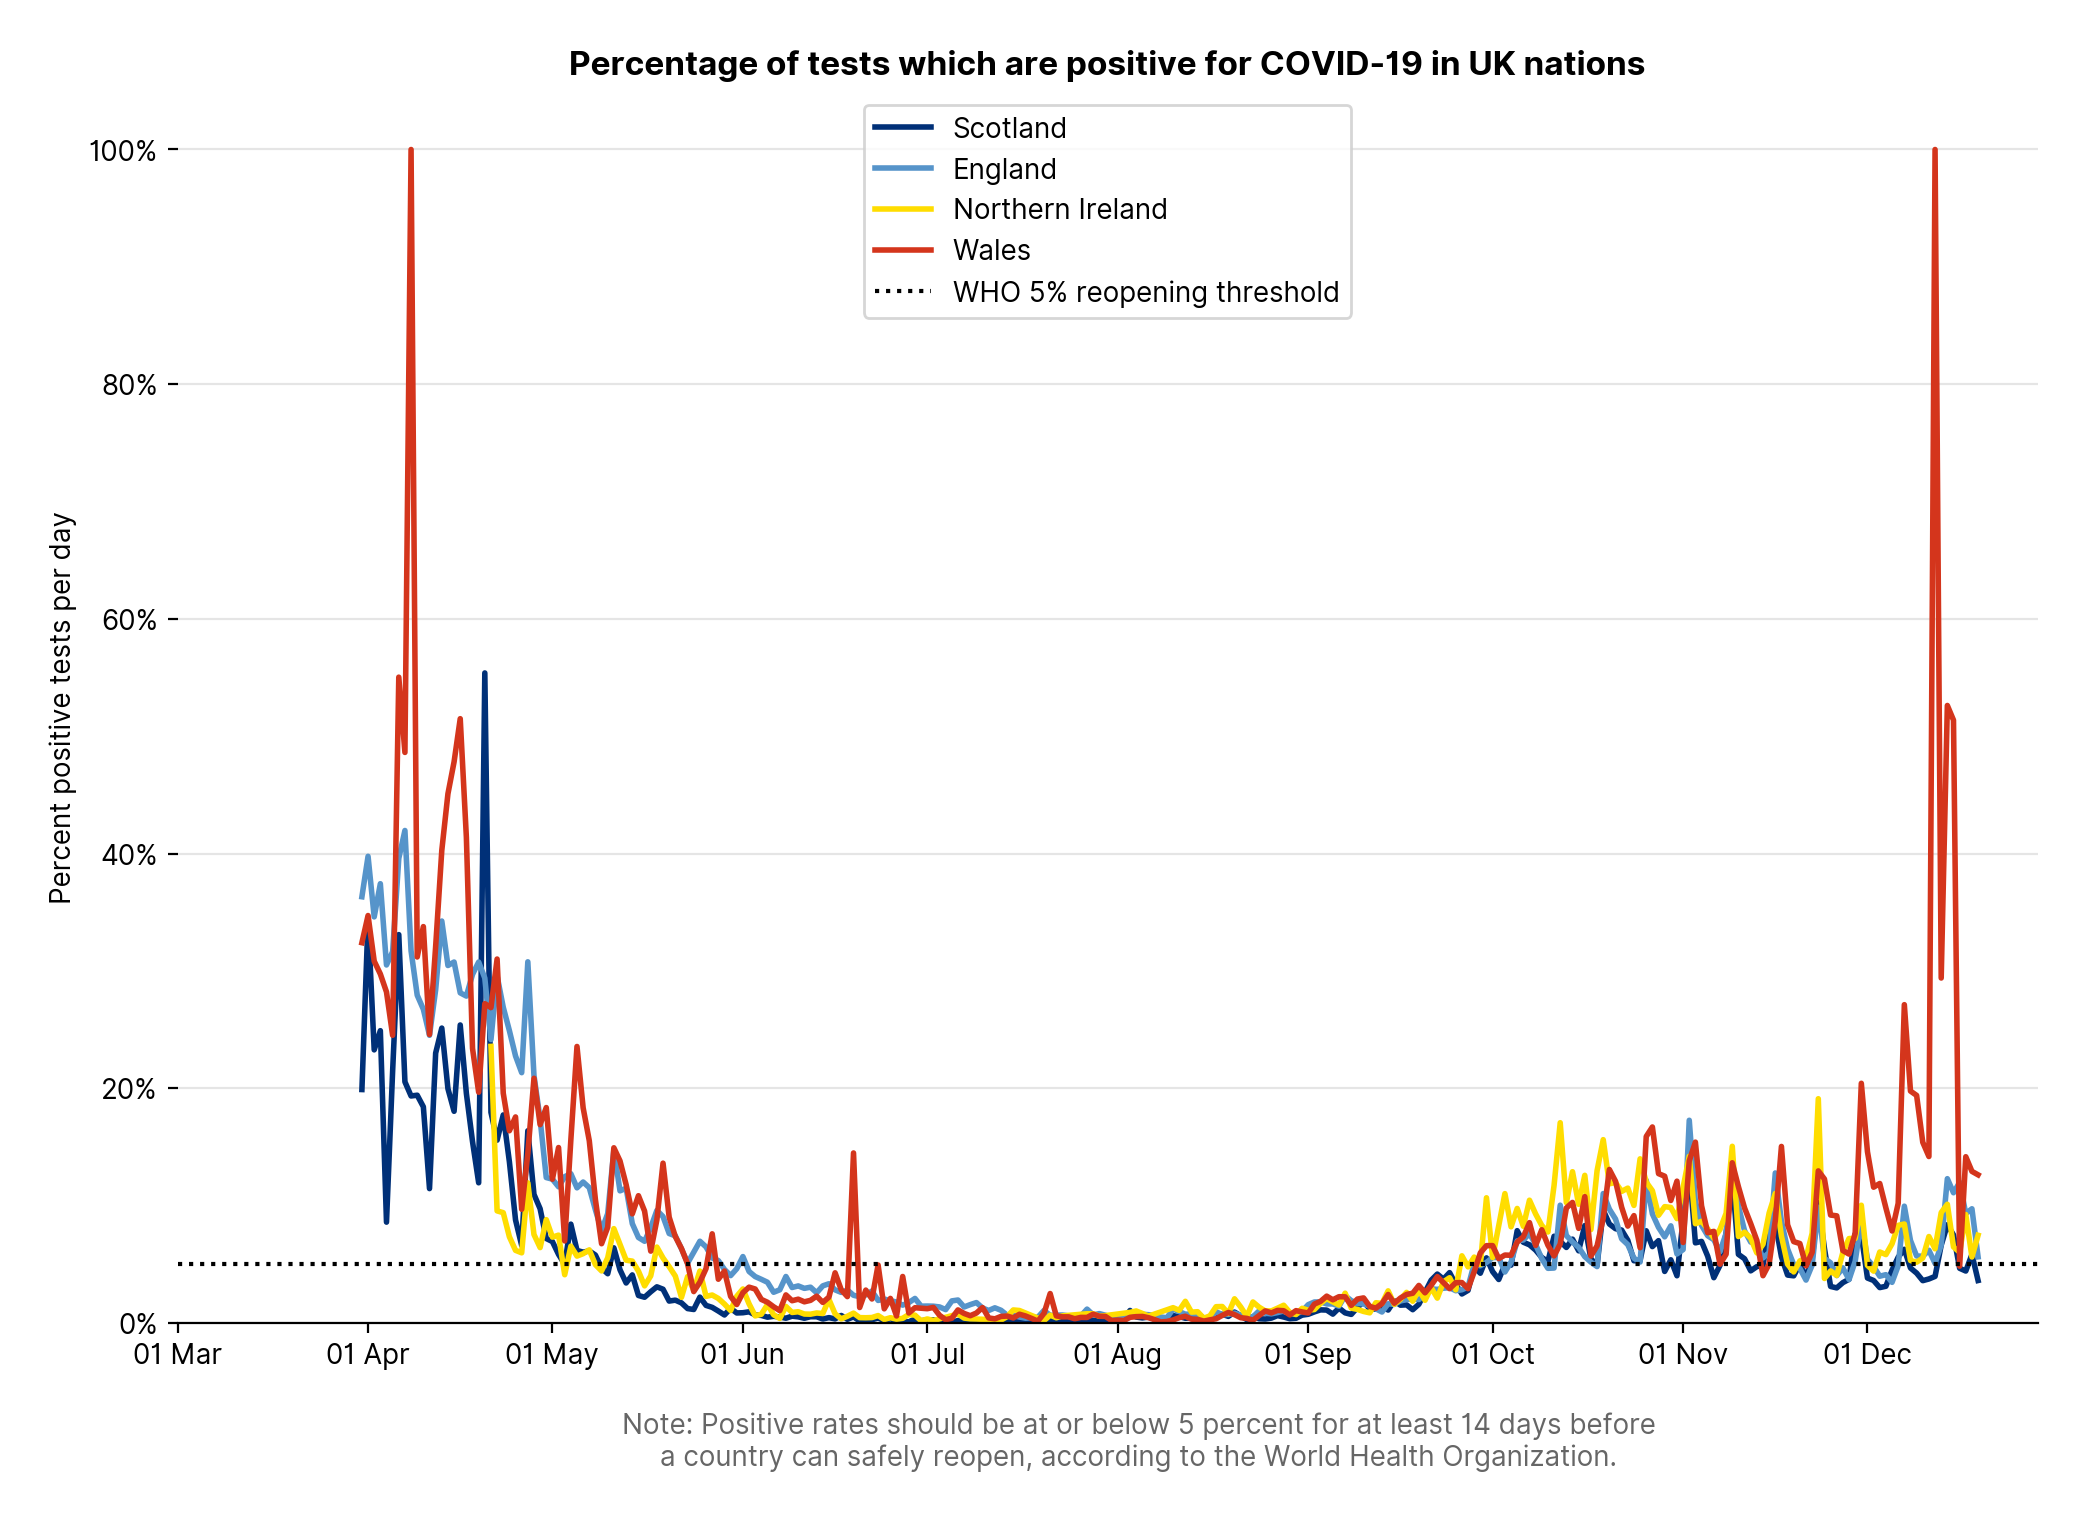 Percentage of tests which are positive for COVID-19 in UK nations
Scotland
England
Northern Ireland
Wales
WHO 5% reopening threshold
100%
80%
60%
40%
20%
0%
Percent positive tests per day
01 Mar
01 Apr
01 May
01 Jun
01 Jul
01 Aug
01 Sep
01 Oct
01 Nov
01 Dec
Note: Positive rates should be at or below 5 percent for at least 14 days before
a country can safely reopen, according to the World Health Organization.